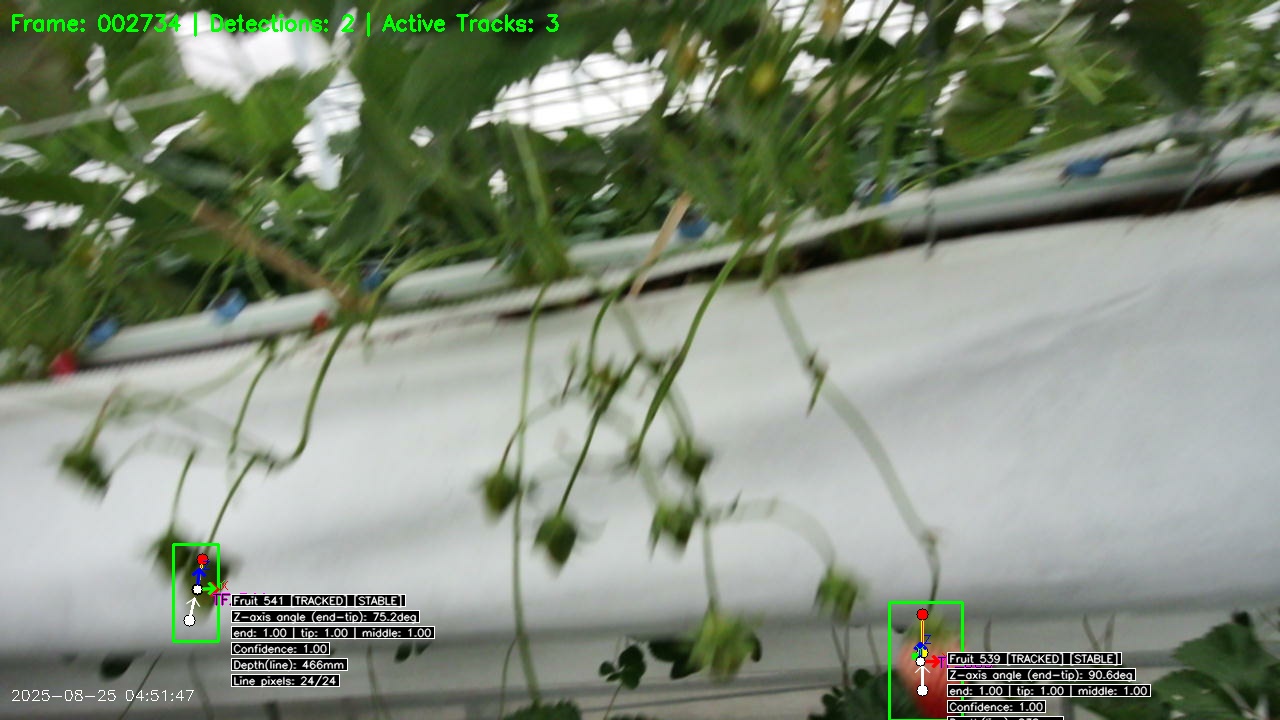 Frame: 002734 | Detections: 2 | Active Tracks: 3
Fruit 541 [TRACKED] [STABLE]
Z-axis angle (end-tip): 75.2deg
end: 1.00 | tip: 1.00 | middle: 1.00
Confidence: 1.00
Depth(line): 466mm
Line pixels: 24/24
Z
Fruit 539 [TRACKED] [STABLE]
Z-axis angle (end-tip): 90.6deg
end: 1.00 | tip: 1.00 | middle: 1.00
Confidence: 1.00
2025-08-25 04:51:47